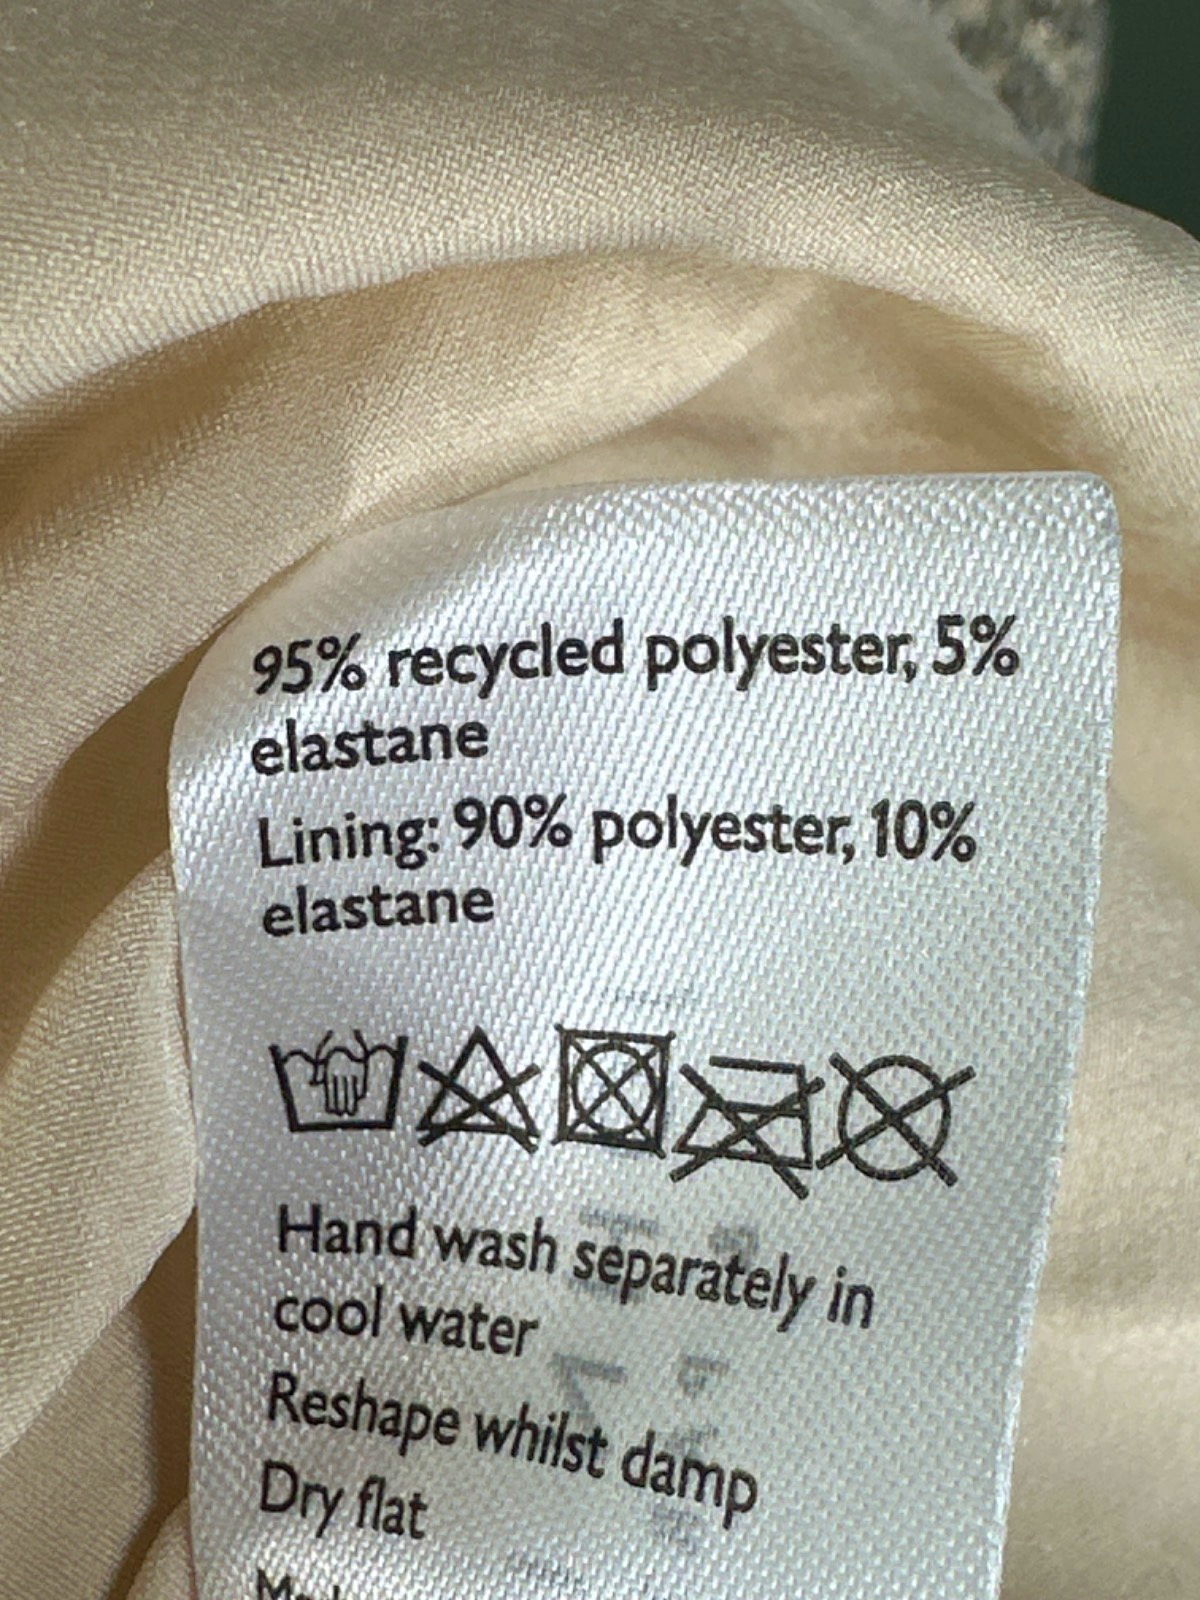 95% recycled polyester, 5%
elastane
Lining: 90% polyester, 10%
elastane
Hand wash separately in
cool water
Reshape whilst damp
Dry flat